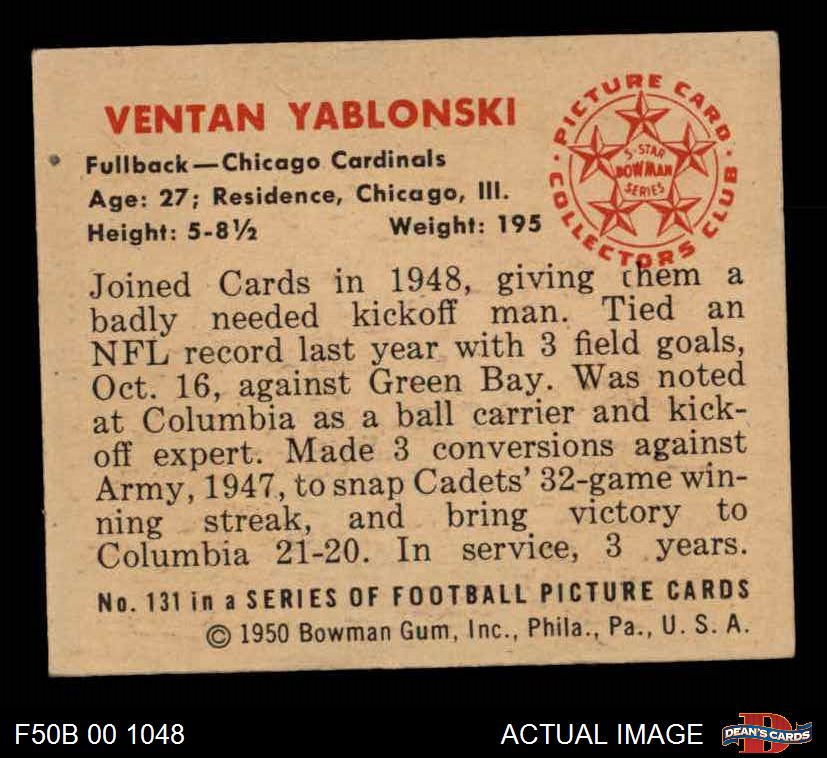 VENTAN YABLONSKI
Fullback—Chicago Cardinals
Age: 27; Residence, Chicago, Ill.
Height: 5-8½ Weight: 195
PICTURE CARD
COLLECTORS CLUB
5-STAR
BOWMAN
SERIES
Joined Cards in 1948, giving them a
badly needed kickoff man. Tied an
NFL record last year with 3 field goals,
Oct. 16, against Green Bay. Was noted
at Columbia as a ball carrier and kick-
off expert. Made 3 conversions against
Army, 1947, to snap Cadets' 32-game win-
ning streak, and bring victory to
Columbia 21-20. In service, 3 years.
No. 131 in a SERIES OF FOOTBALL PICTURE CARDS
© 1950 Bowman Gum, Inc., Phila., Pa., U. S. A.
F50B 00 1048 ACTUAL IMAGE D DEAN'S CARDS